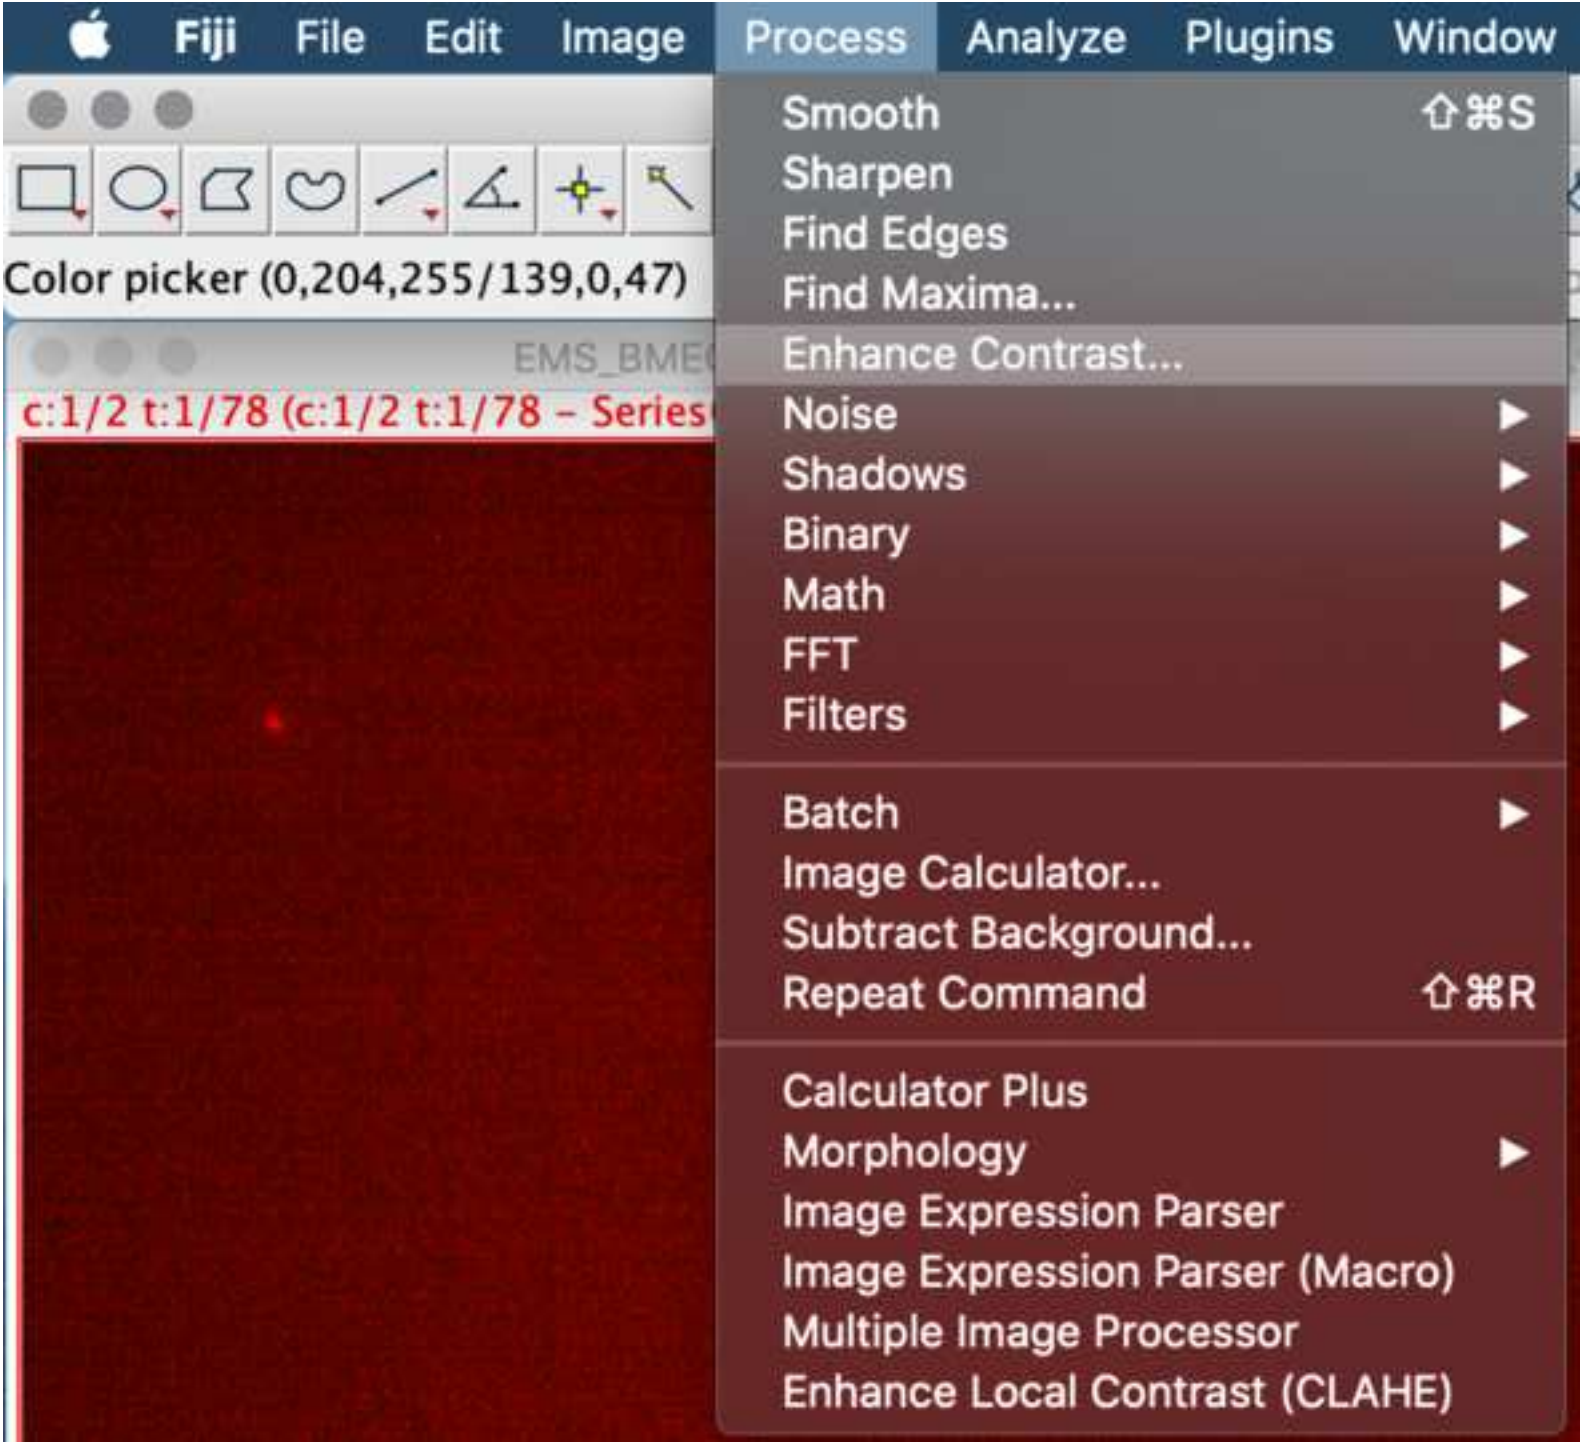 Fiji File Edit Image Process Analyze Plugins Window
Smooth ⇧⌘S
Sharpen
Find Edges
Color picker (0,204,255/139,0,47)
Find Maxima...
Enhance Contrast...
c:1/2 t:1/78 (c:1/2 t:1/78 – Series
Noise
Shadows
Binary
Math
FFT
Filters
Batch
Image Calculator...
Subtract Background...
Repeat Command ⇧⌘R
Calculator Plus
Morphology
Image Expression Parser
Image Expression Parser (Macro)
Multiple Image Processor
Enhance Local Contrast (CLAHE)